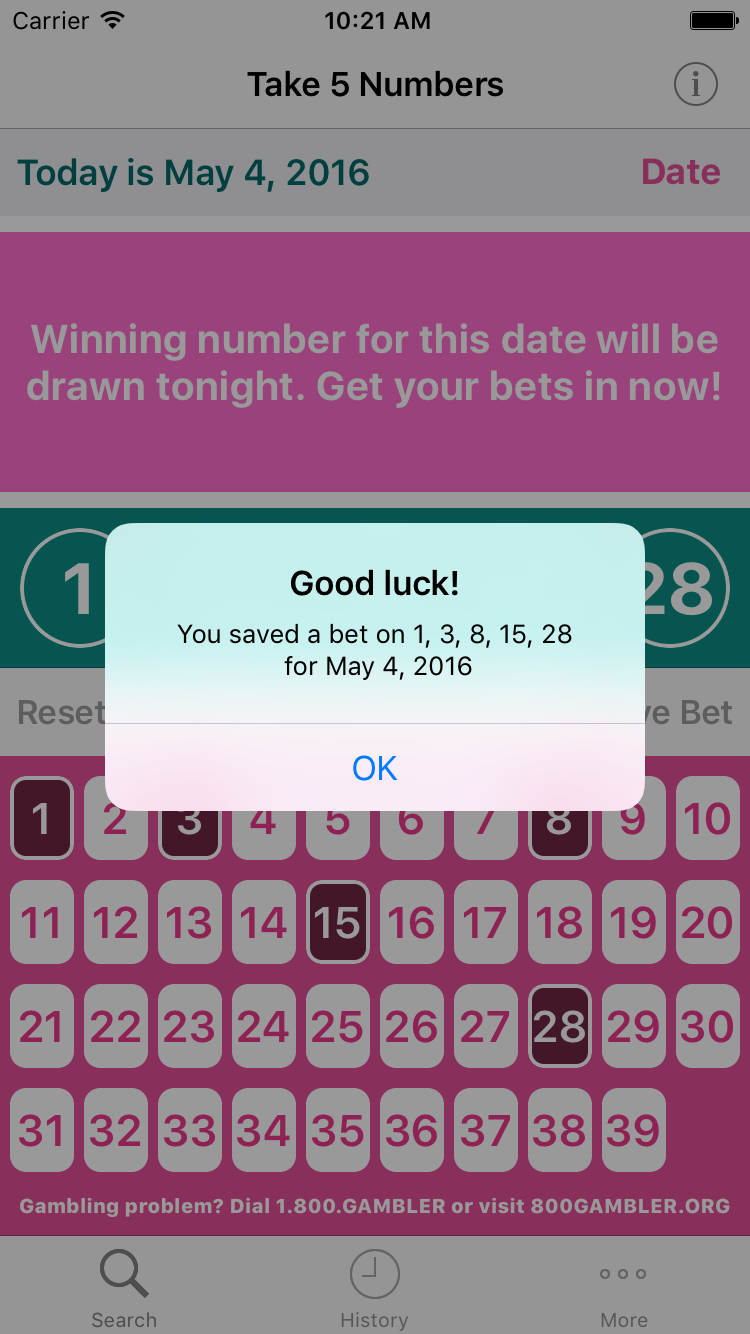 Carrier 10:21 AM
Take 5 Numbers
Today is May 4, 2016 Date
Winning number for this date will be
drawn tonight. Get your bets in now!
1 28
Good luck!
You saved a bet on 1, 3, 8, 15, 28
for May 4, 2016
Reset ve Bet
OK
1 2 3 4 5 6 7 8 9 10
11 12 13 14 15 16 17 18 19 20
21 22 23 24 25 26 27 28 29 30
31 32 33 34 35 36 37 38 39
Gambling problem? Dial 1.800.GAMBLER or visit 800GAMBLER.ORG
Search History More